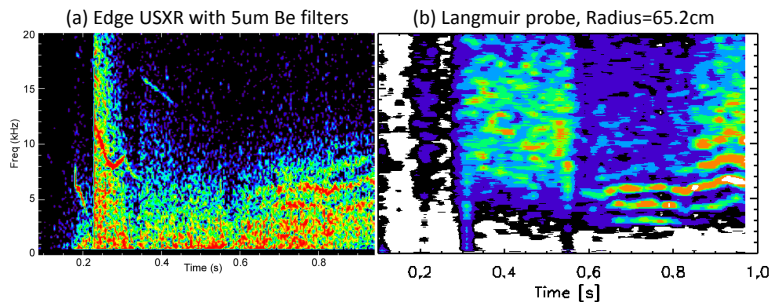 (a) Edge USXR with 5um Be filters
(b) Langmuir probe, Radius=65.2cm
20
15
10
5
0
Freq (kHz)
0.2
0.4
0.6
0.8
Time (s)
0.2
0.4
0.6
0.8
1.0
Time [s]